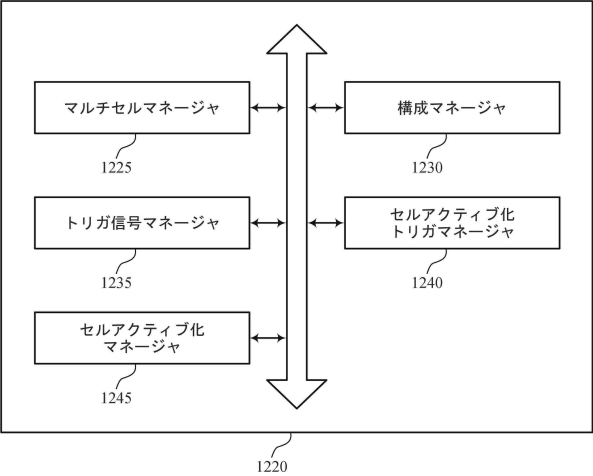 マルチセルマネージャ
1225
構成マネージャ
1230
トリガ信号マネージャ
1235
セルアクティブ化
トリガマネージャ
1240
セルアクティブ化
マネージャ
1245
1220